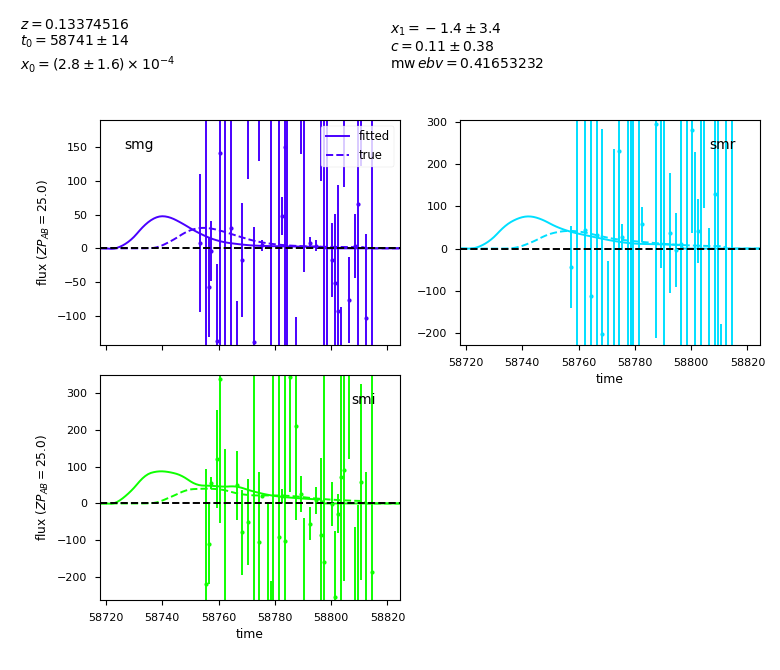 z = 0.13374516
t₀ = 58741 ± 14
x₀ = (2.8 ± 1.6) × 10⁻⁴
x₁ = −1.4 ± 3.4
c = 0.11 ± 0.38
mw ebv = 0.41653232
smg
fitted
true
150
100
50
0
−50
−100
flux (ZP_AB = 25.0)
smr
300
200
100
0
−100
−200
58720 58740 58760 58780 58800 58820
time
smi
300
200
100
0
−100
−200
flux (ZP_AB = 25.0)
58720 58740 58760 58780 58800 58820
time